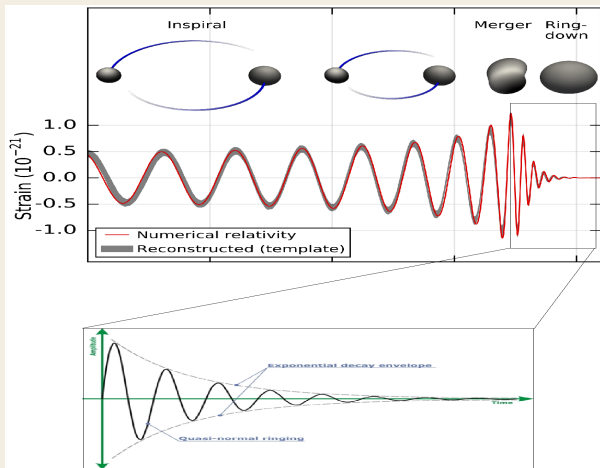 Inspiral
Merger Ring-
down
Strain (10⁻²¹)
1.0
0.5
0.0
-0.5
-1.0
Numerical relativity
Reconstructed (template)
Amplitude
Exponential decay envelope
Time
Quasi-normal ringing